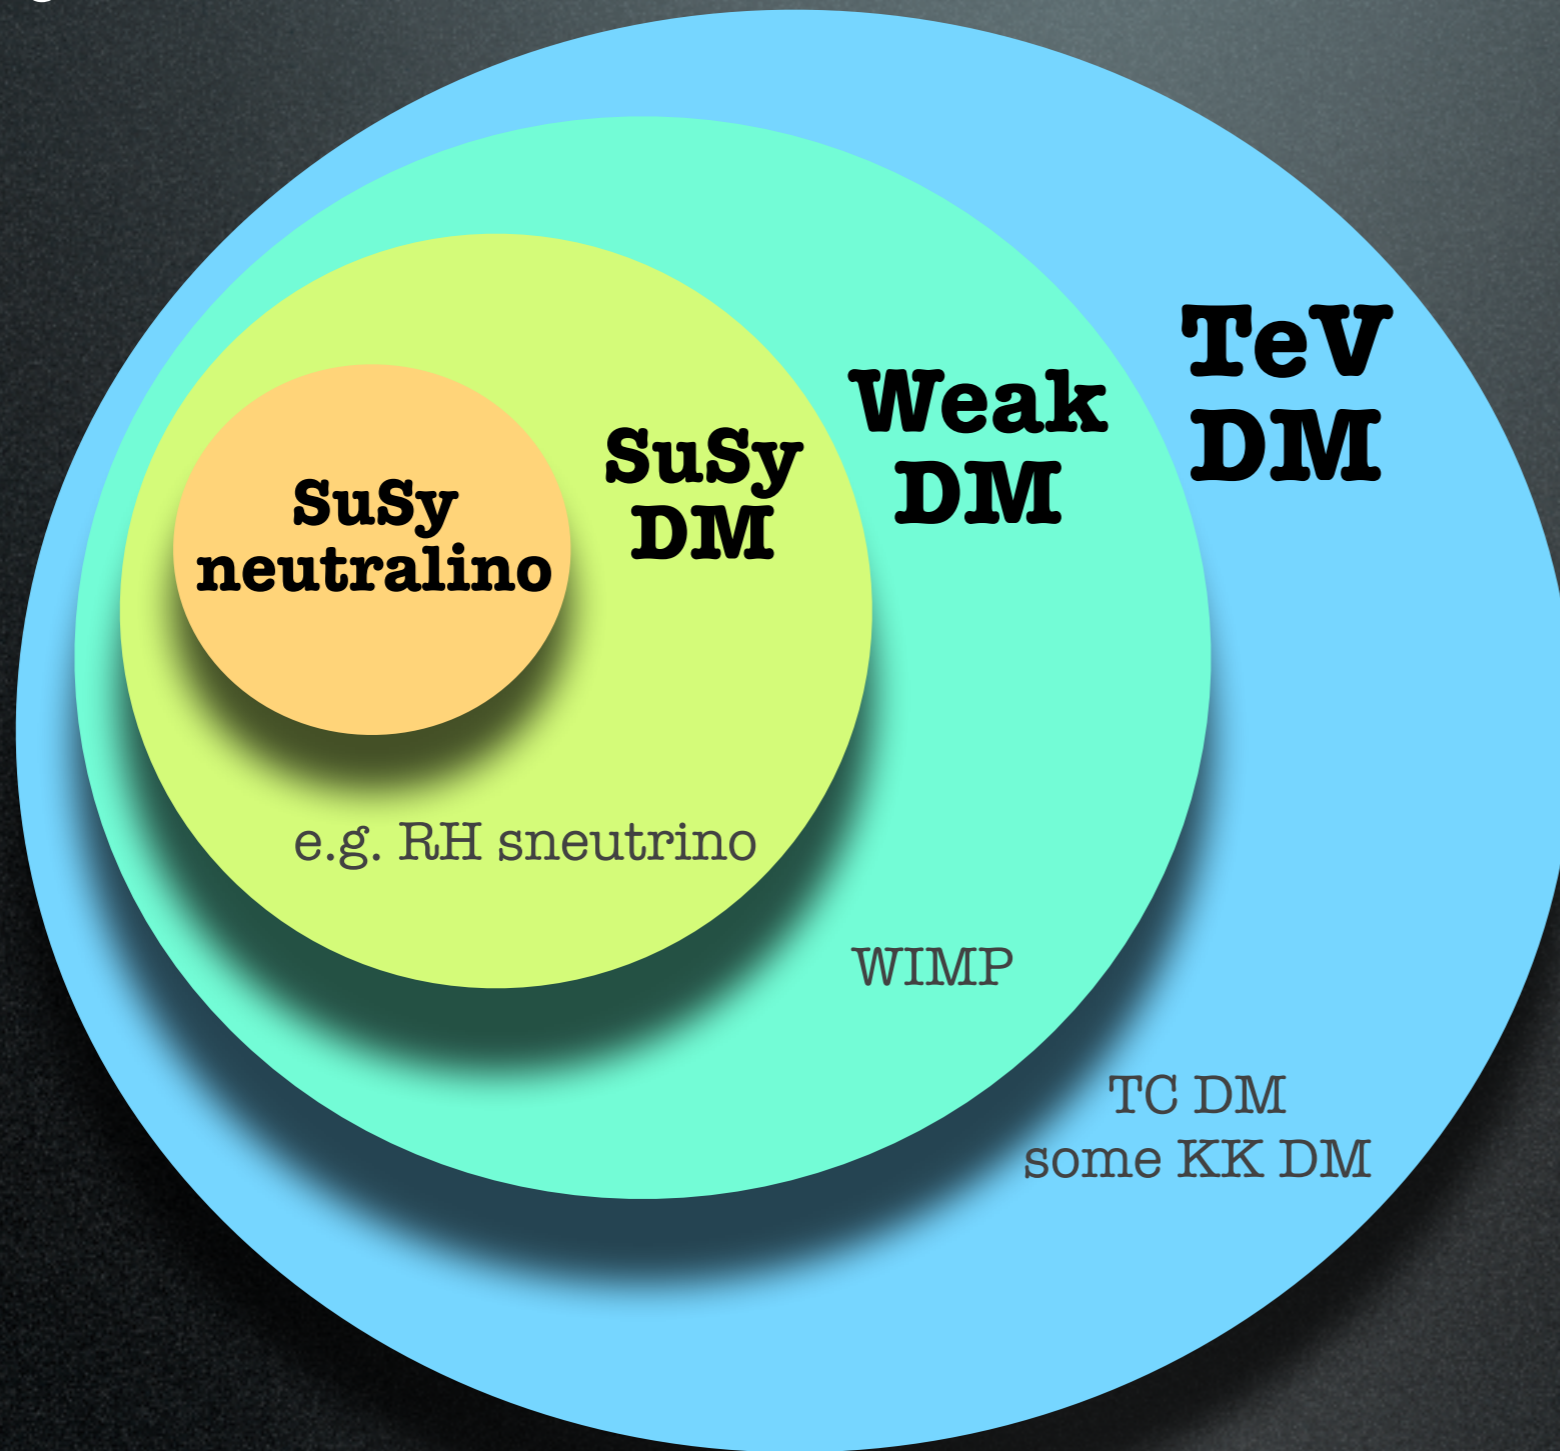 TeV
DM
Weak
DM
SuSy
DM
SuSy
neutralino
e.g. RH sneutrino
WIMP
TC DM
some KK DM